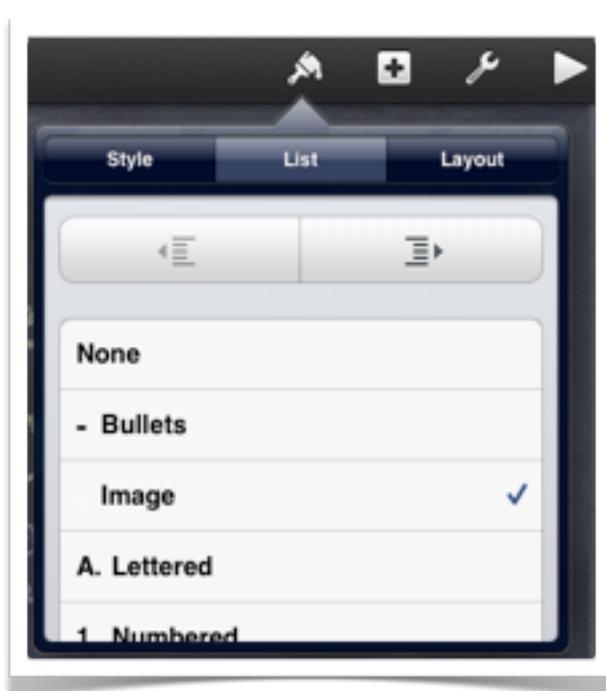 Style List Layout
None
- Bullets
Image
A. Lettered
1. Numbered